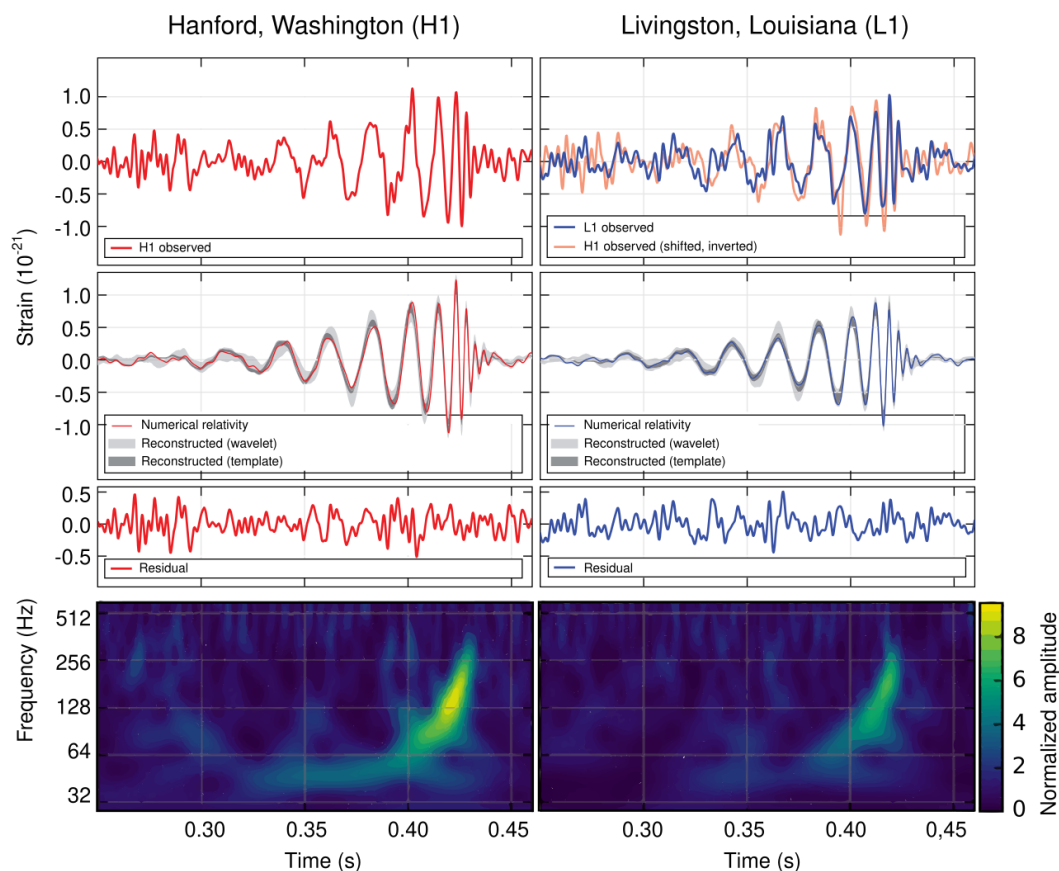 Hanford, Washington (H1)
Livingston, Louisiana (L1)
Strain (10⁻²¹)
1.0
0.5
0.0
-0.5
-1.0
H1 observed
L1 observed
H1 observed (shifted, inverted)
1.0
0.5
0.0
-0.5
-1.0
Numerical relativity
Reconstructed (wavelet)
Reconstructed (template)
Numerical relativity
Reconstructed (wavelet)
Reconstructed (template)
0.5
0.0
-0.5
Residual
Residual
Frequency (Hz)
512
256
128
64
32
Normalized amplitude
8
6
4
2
0
0.30
0.35
0.40
0.45
0.30
0.35
0.40
0,45
Time (s)
Time (s)